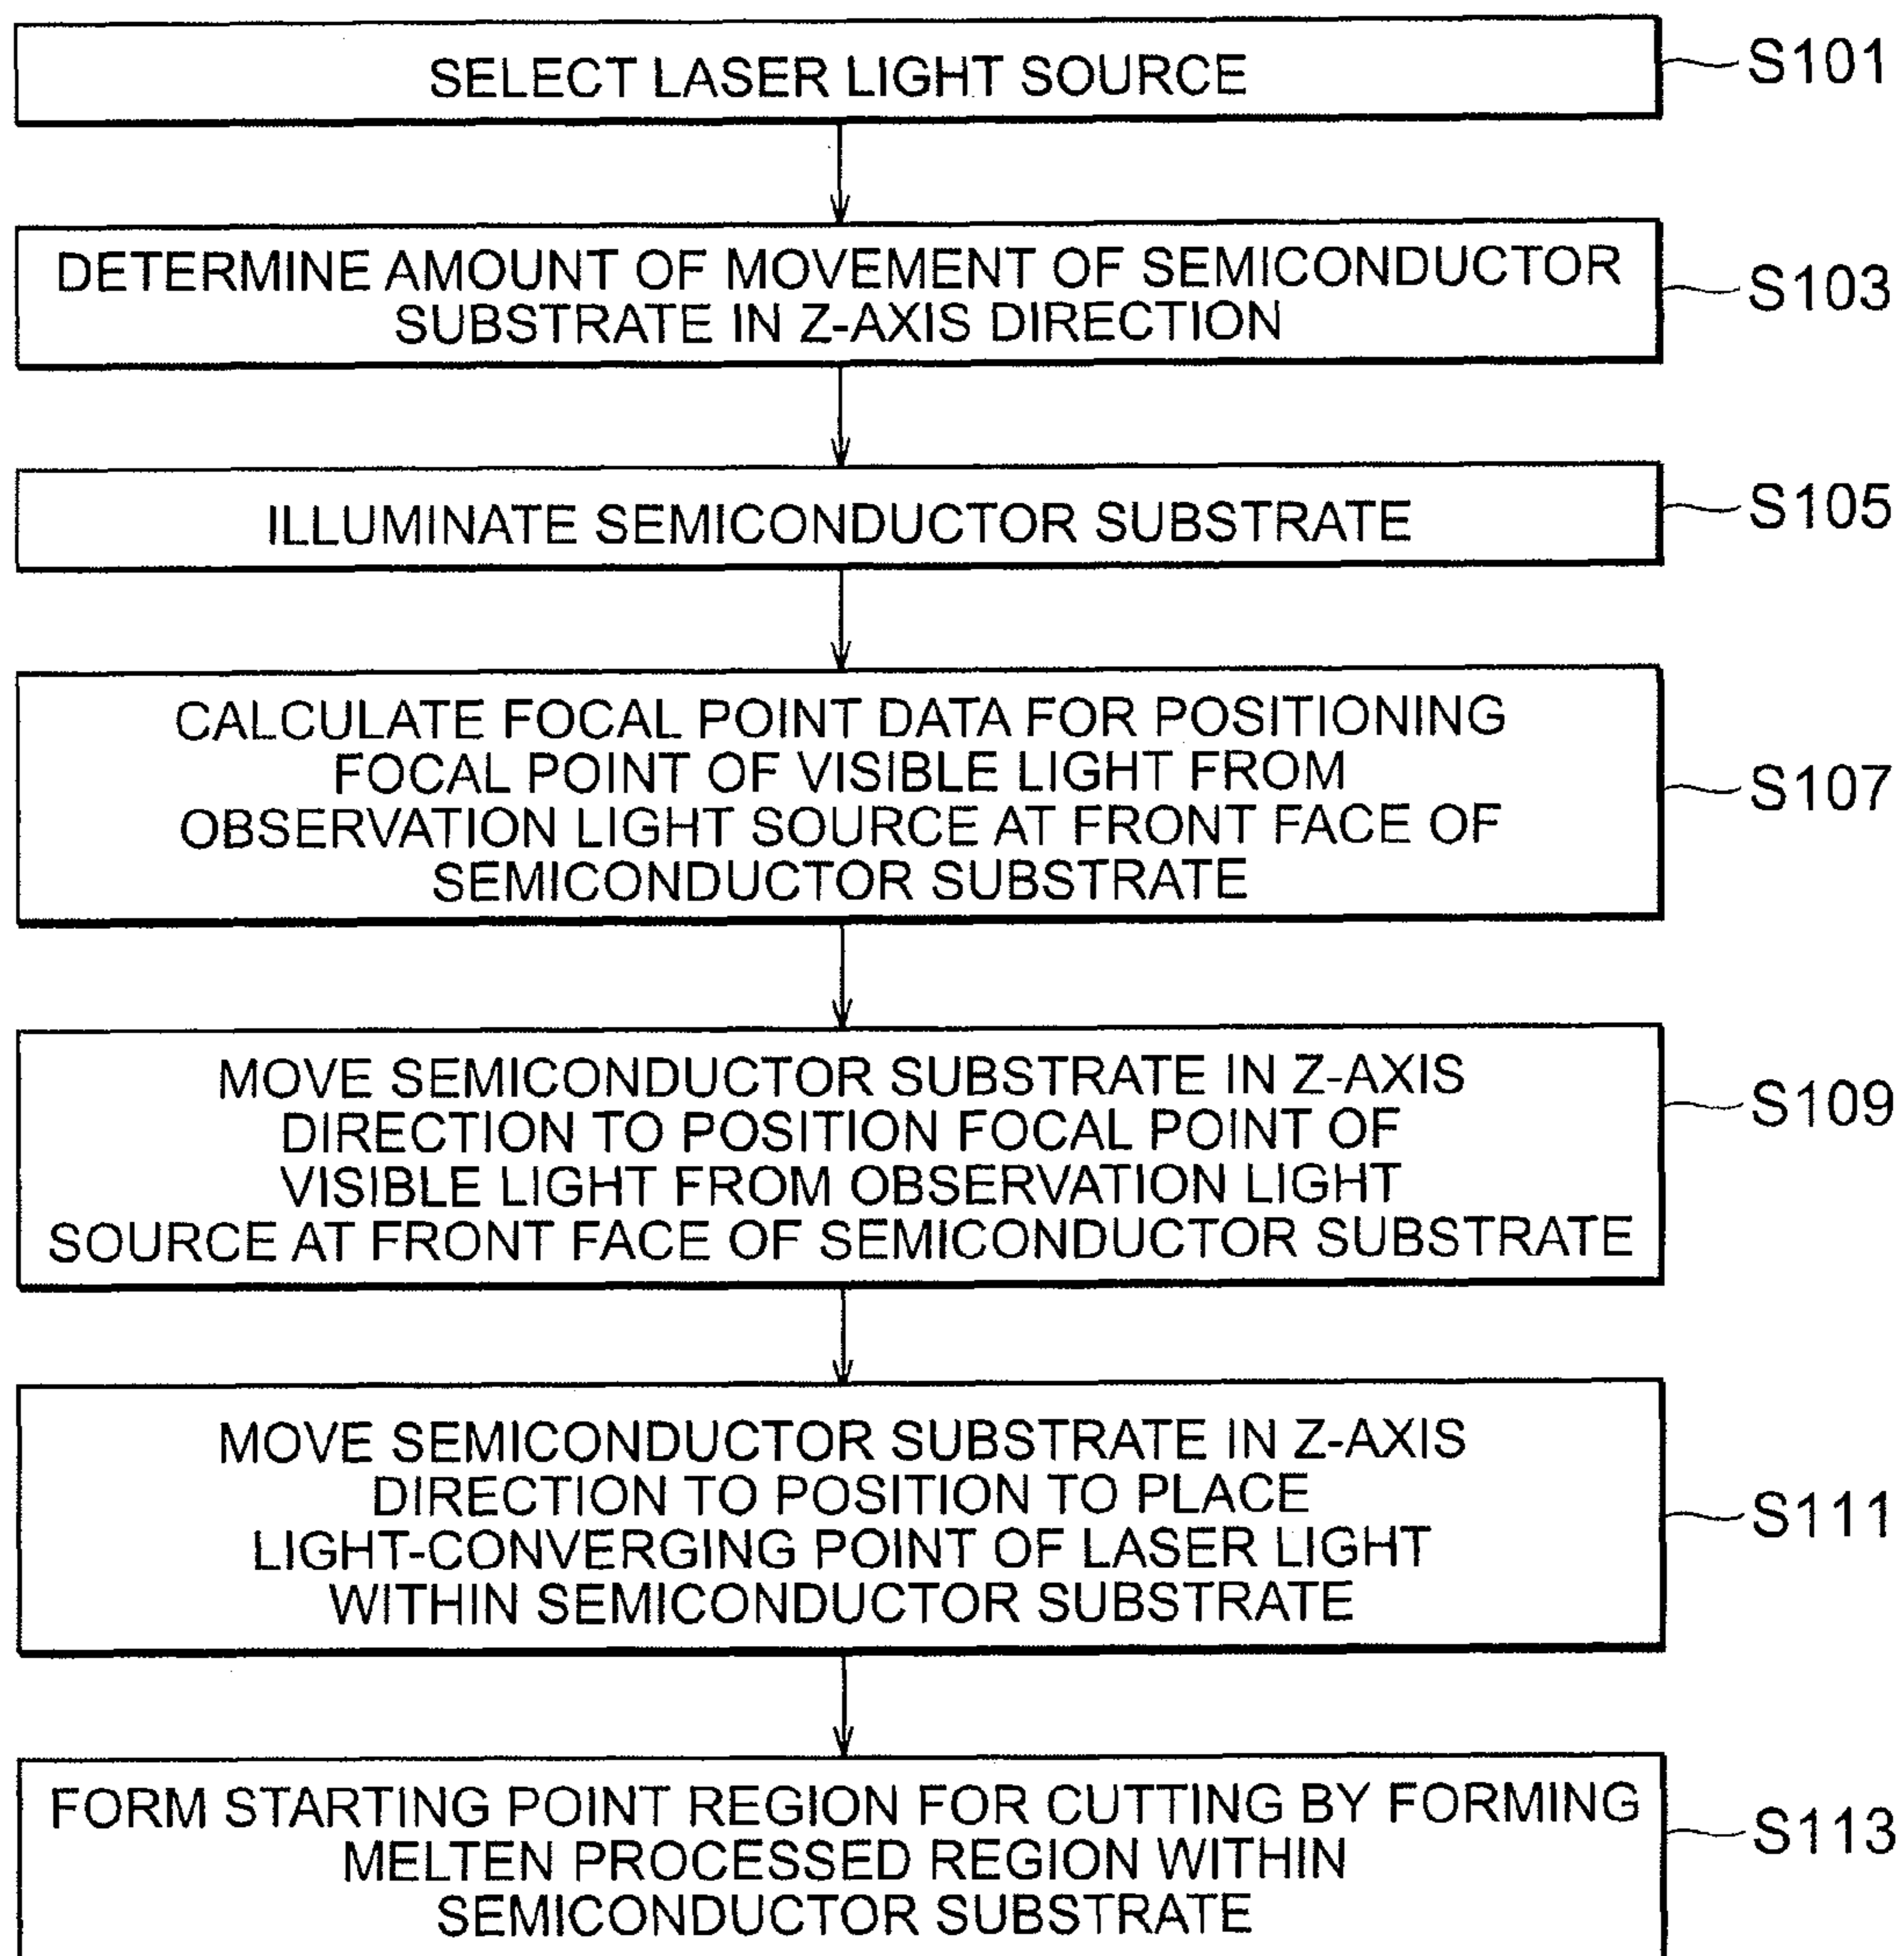 SELECT LASER LIGHT SOURCE
S101
DETERMINE AMOUNT OF MOVEMENT OF SEMICONDUCTOR
SUBSTRATE IN Z-AXIS DIRECTION
S103
ILLUMINATE SEMICONDUCTOR SUBSTRATE
S105
CALCULATE FOCAL POINT DATA FOR POSITIONING
FOCAL POINT OF VISIBLE LIGHT FROM
OBSERVATION LIGHT SOURCE AT FRONT FACE OF
SEMICONDUCTOR SUBSTRATE
S107
MOVE SEMICONDUCTOR SUBSTRATE IN Z-AXIS
DIRECTION TO POSITION FOCAL POINT OF
VISIBLE LIGHT FROM OBSERVATION LIGHT
SOURCE AT FRONT FACE OF SEMICONDUCTOR SUBSTRATE
S109
MOVE SEMICONDUCTOR SUBSTRATE IN Z-AXIS
DIRECTION TO POSITION TO PLACE
LIGHT-CONVERGING POINT OF LASER LIGHT
WITHIN SEMICONDUCTOR SUBSTRATE
S111
FORM STARTING POINT REGION FOR CUTTING BY FORMING
MELTEN PROCESSED REGION WITHIN
SEMICONDUCTOR SUBSTRATE
S113